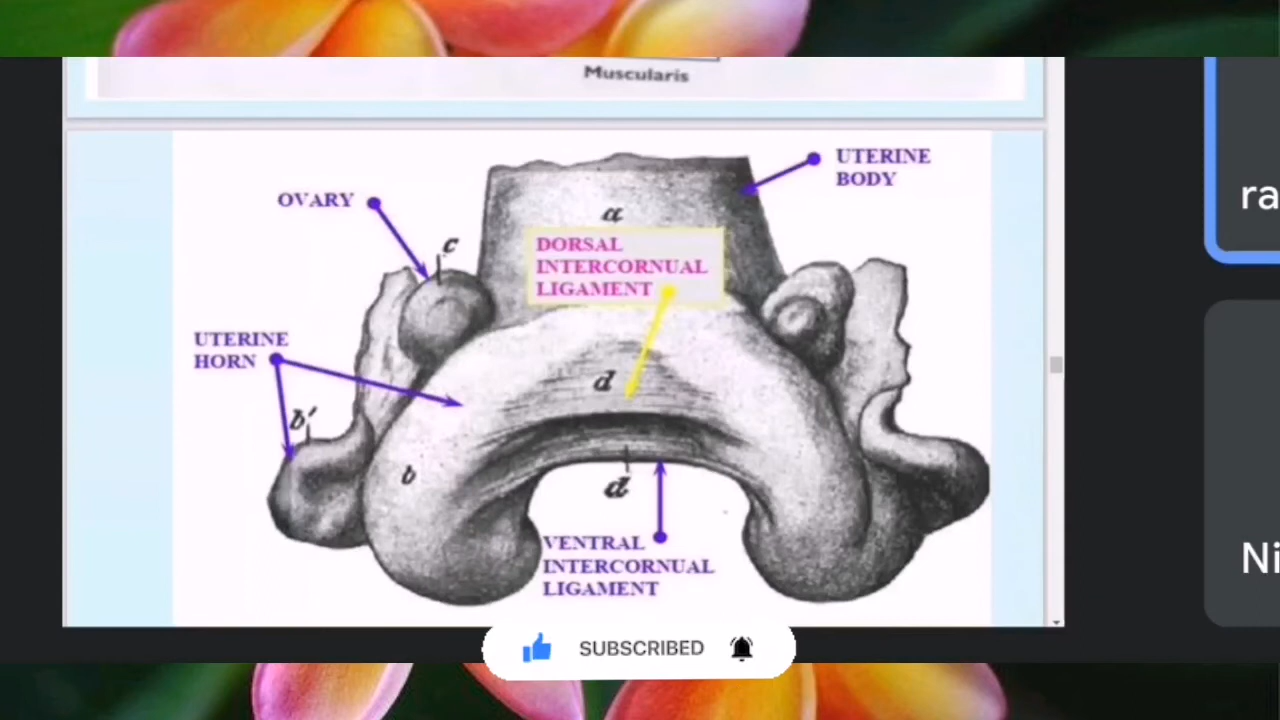 Muscularis
UTERINE
BODY
OVARY
a
c
DORSAL
INTERCORNUAL
LIGAMENT
UTERINE
HORN
d
b'
b
d
VENTRAL
INTERCORNUAL
LIGAMENT
ra
Ni
SUBSCRIBED